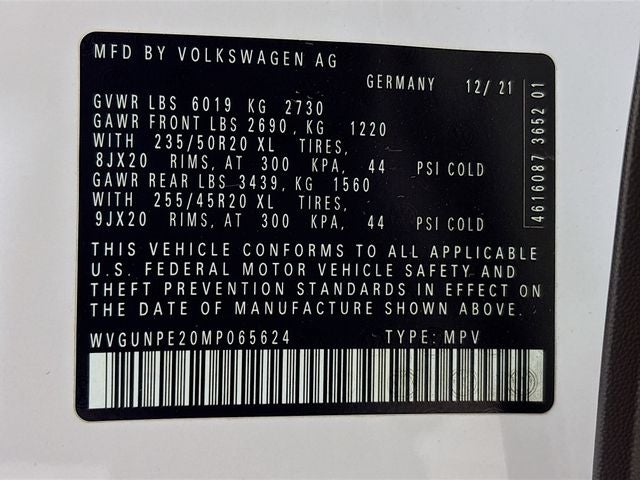 MFD BY VOLKSWAGEN AG
GERMANY 12/21
GVWR LBS 6019 KG 2730
GAWR FRONT LBS 2690, KG 1220
WITH 235/50R20 XL TIRES,
8JX20 RIMS, AT 300 KPA, 44 PSI COLD
GAWR REAR LBS 3439, KG 1560
WITH 255/45R20 XL TIRES,
9JX20 RIMS, AT 300 KPA, 44 PSI COLD
THIS VEHICLE CONFORMS TO ALL APPLICABLE
U.S. FEDERAL MOTOR VEHICLE SAFETY AND
THEFT PREVENTION STANDARDS IN EFFECT ON
THE DATE OF MANUFACTURE SHOWN ABOVE.
WVGUNPE20MP065624 TYPE: MPV
4616087 3652 01